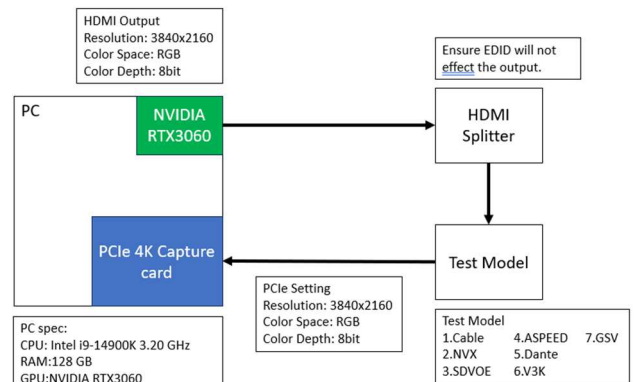 HDMI Output
Resolution: 3840x2160
Color Space: RGB
Color Depth: 8bit
Ensure EDID will not
effect the output.
PC
NVIDIA
RTX3060
HDMI
Splitter
PCIe 4K Capture
card
Test Model
PCIe Setting
Resolution: 3840x2160
Color Space: RGB
Color Depth: 8bit
PC spec:
CPU: Intel i9-14900K 3.20 GHz
RAM:128 GB
GPU:NVIDIA RTX3060
Test Model
1.Cable 4.ASPEED 7.GSV
2.NVX 5.Dante
3.SDVOE 6.V3K